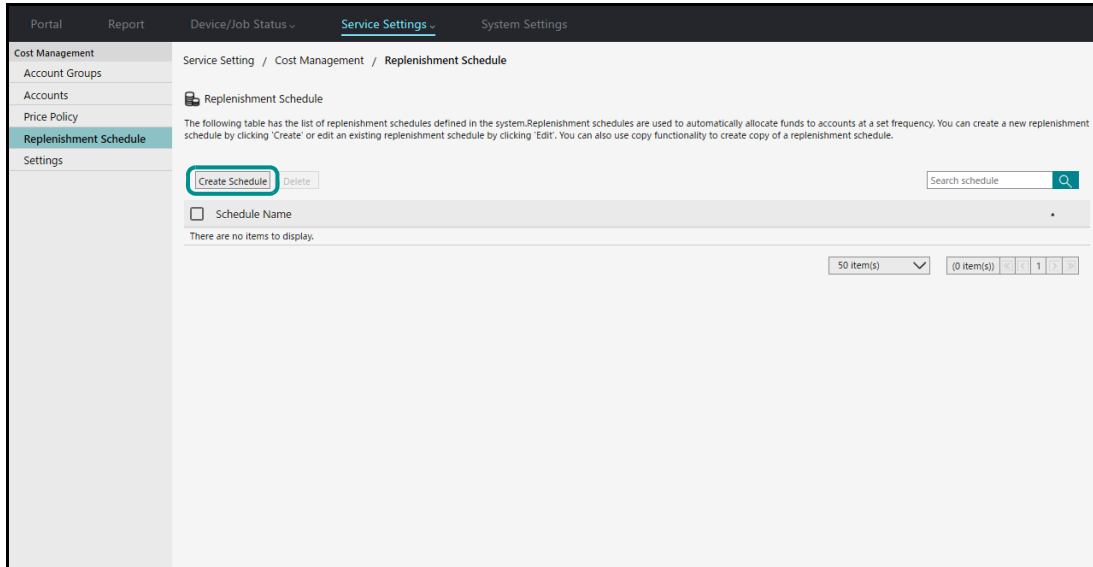 Portal Report Device/Job Status Service Settings System Settings
Cost Management
Account Groups
Accounts
Price Policy
Replenishment Schedule
Settings
Service Setting / Cost Management / Replenishment Schedule
Replenishment Schedule
The following table has the list of replenishment schedules defined in the system.Replenishment schedules are used to automatically allocate funds to accounts at a set frequency. You can create a new replenishment
schedule by clicking 'Create' or edit an existing replenishment schedule by clicking 'Edit'. You can also use copy functionality to create copy of a replenishment schedule.
Create Schedule Delete Search schedule
Schedule Name
There are no items to display.
50 item(s) (0 item(s)) 1